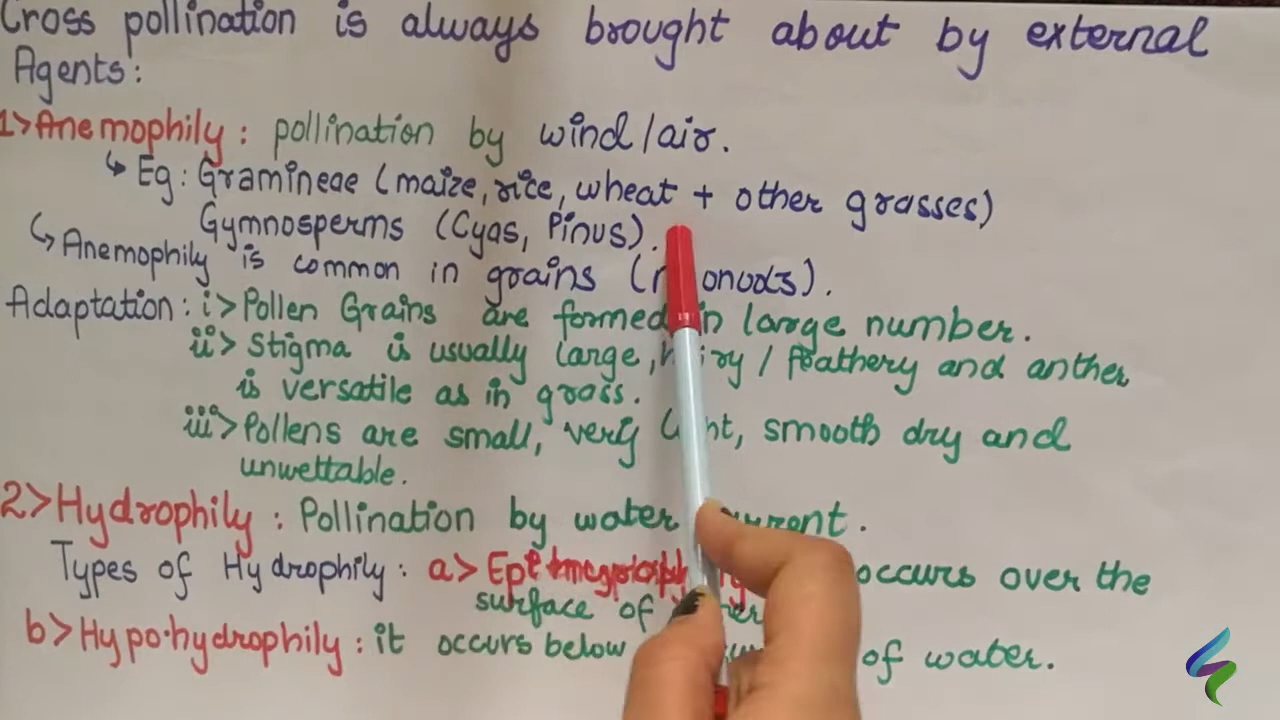 Cross pollination is always brought about by external
Agents:
1> Anemophily: pollination by wind/air.
↳ Eg: Gramineae (maize, rice, wheat + other grasses)
Gymnosperms (Cyas, Pinus).
↳ Anemophily is common in grains
Adaptation: i> Pollen Grains are formed in large number.
ii> Stigma is usually large, / feathery and anther
is versatile as in grass.
iii> Pollens are small, very, smooth dry and
unwettable.
2> Hydrophily: Pollination by water.
Types of Hydrophily: a> occurs over the
surface of
b> Hypo-hydrophily: it occurs below of water.